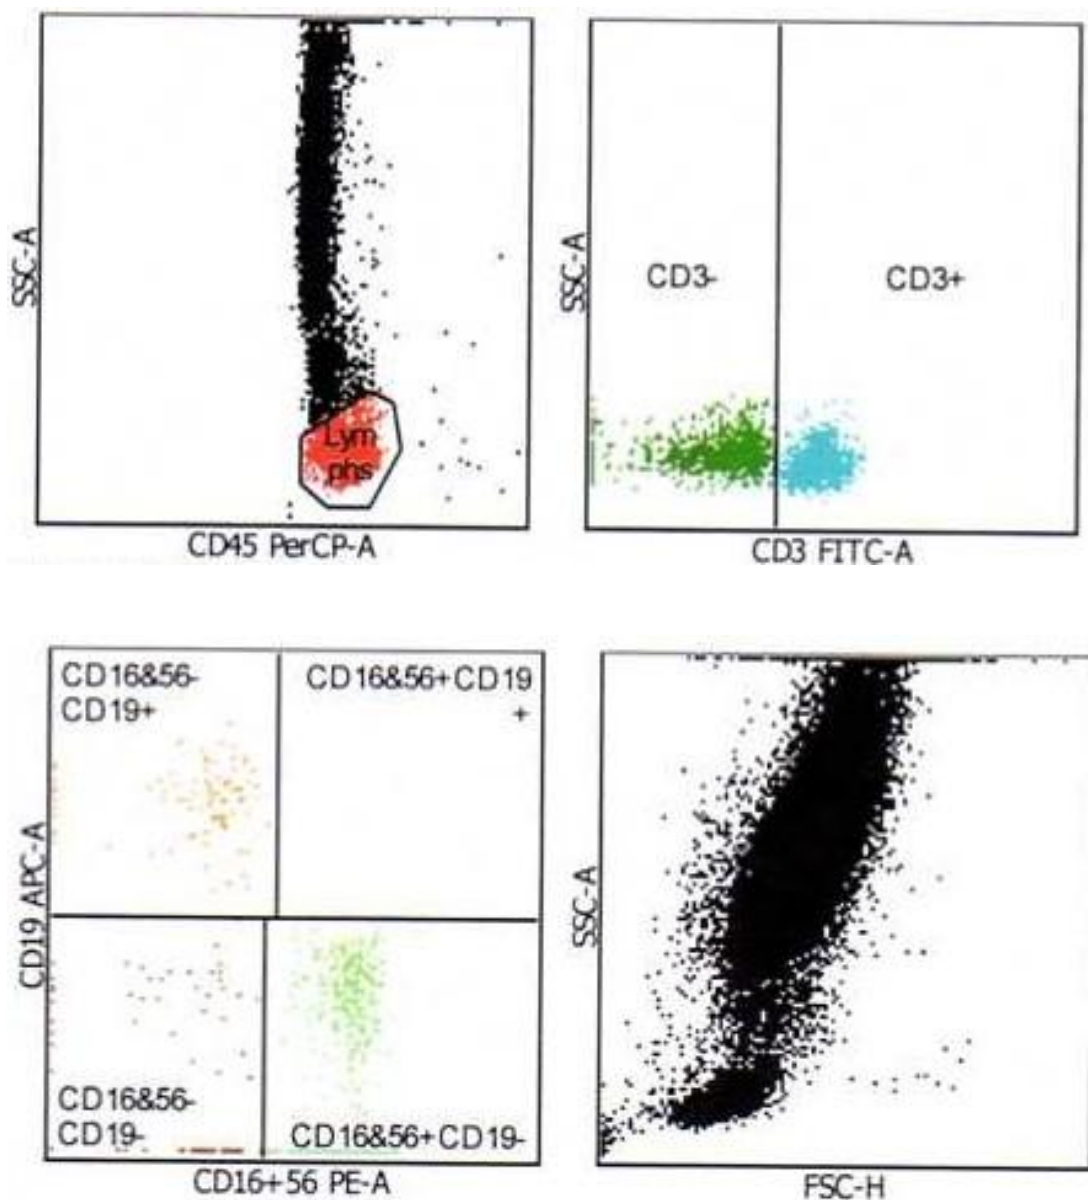 SSC-A
Lym
phs
CD45 PerCP-A
SSC-A
CD3-
CD3+
CD3 FITC-A
CD19 APC-A
CD16&56-
CD19+
CD16&56+CD19
+
CD16&56-
CD19-
CD16&56+CD19-
CD16+56 PE-A
SSC-A
FSC-H